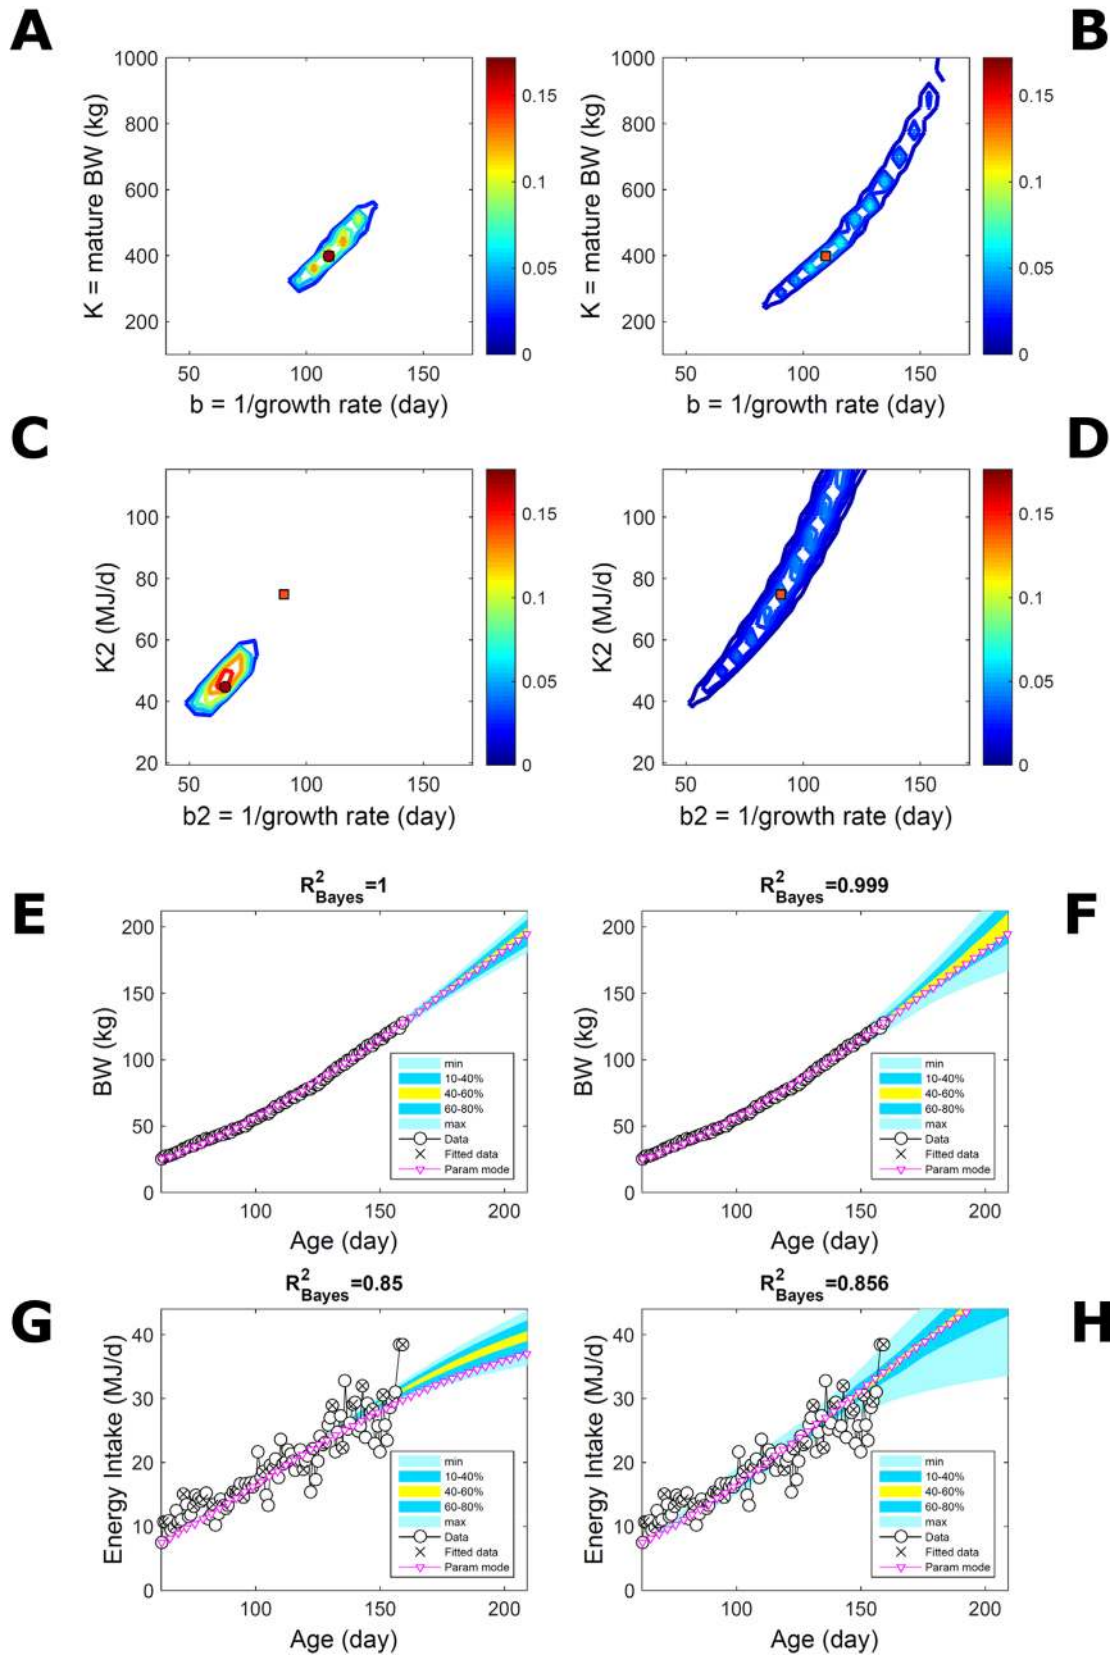 A
B
1000
800
600
400
200
K = mature BW (kg)
50
100
150
b = 1/growth rate (day)
0.15
0.1
0.05
0
1000
800
600
400
200
K = mature BW (kg)
50
100
150
b = 1/growth rate (day)
0.15
0.1
0.05
0
C
D
100
80
60
40
20
K2 (MJ/d)
50
100
150
b2 = 1/growth rate (day)
0.15
0.1
0.05
0
100
80
60
40
20
K2 (MJ/d)
50
100
150
b2 = 1/growth rate (day)
0.15
0.1
0.05
0
E
F
R²Bayes=1
200
150
100
50
0
BW (kg)
100
150
200
Age (day)
min
10-40%
40-60%
60-80%
max
Data
Fitted data
Param mode
R²Bayes=0.999
200
150
100
50
0
BW (kg)
100
150
200
Age (day)
min
10-40%
40-60%
60-80%
max
Data
Fitted data
Param mode
G
H
R²Bayes=0.85
40
30
20
10
0
Energy Intake (MJ/d)
100
150
200
Age (day)
min
10-40%
40-60%
60-80%
max
Data
Fitted data
Param mode
R²Bayes=0.856
40
30
20
10
0
Energy Intake (MJ/d)
100
150
200
Age (day)
min
10-40%
40-60%
60-80%
max
Data
Fitted data
Param mode